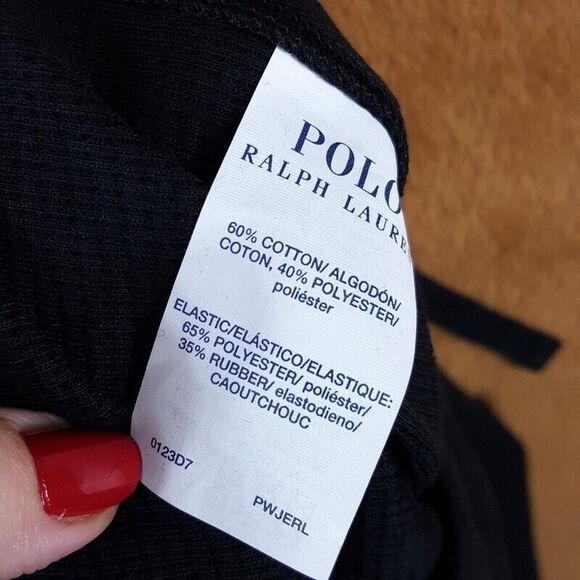 POLO
RALPH LAURE
60% COTTON/ ALGODÓN/
COTON, 40% POLYESTER/
poliéster
ELASTIC/ELÁSTICO/ELASTIQUE:
65% POLYESTER/ poliéster/
35% RUBBER/ elastodieno/
CAOUTCHOUC
0123D7
PWJERL